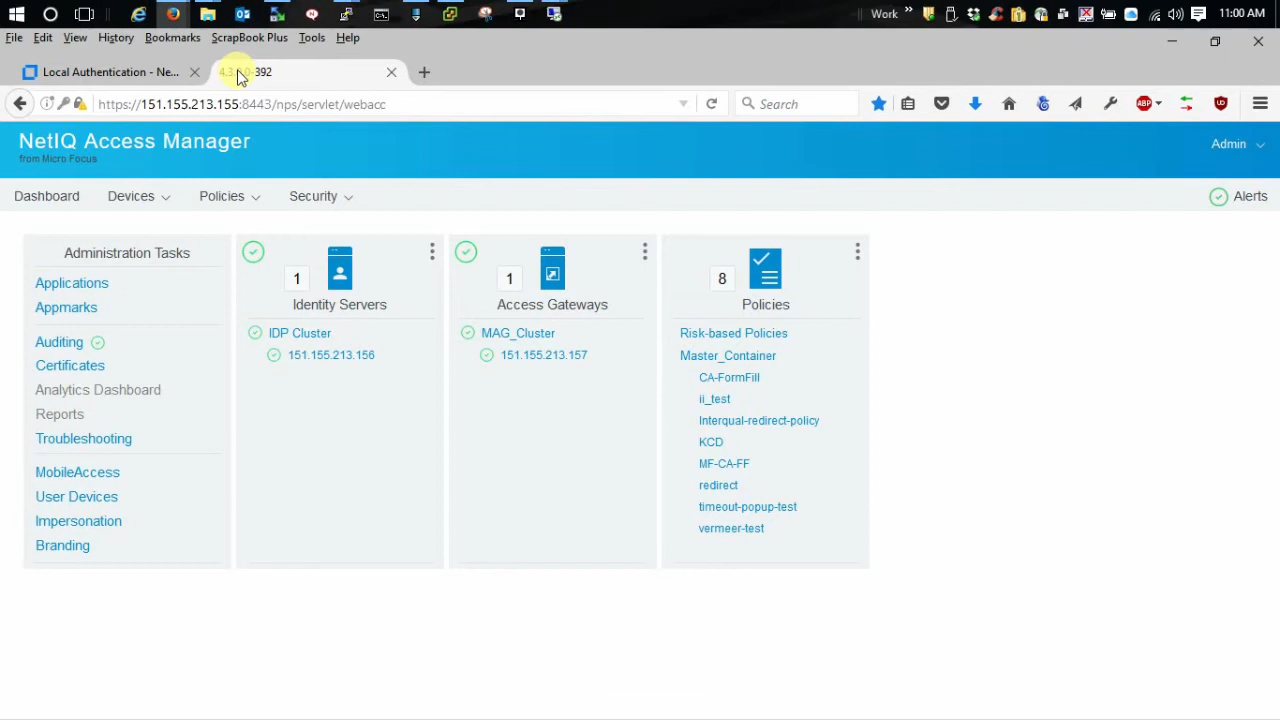 Work »
11:00 AM
File Edit View History Bookmarks ScrapBook Plus Tools Help
Local Authentication - Ne...
-392
https://151.155.213.155:8443/nps/servlet/webacc
Search
ABP
NetIQ Access Manager
from Micro Focus
Admin
Dashboard Devices Policies Security Alerts
Administration Tasks
Applications
Appmarks
Auditing
Certificates
Analytics Dashboard
Reports
Troubleshooting
MobileAccess
User Devices
Impersonation
Branding
1
Identity Servers
IDP Cluster
151.155.213.156
1
Access Gateways
MAG_Cluster
151.155.213.157
8
Policies
Risk-based Policies
Master_Container
CA-FormFill
ii_test
Interqual-redirect-policy
KCD
MF-CA-FF
redirect
timeout-popup-test
vermeer-test